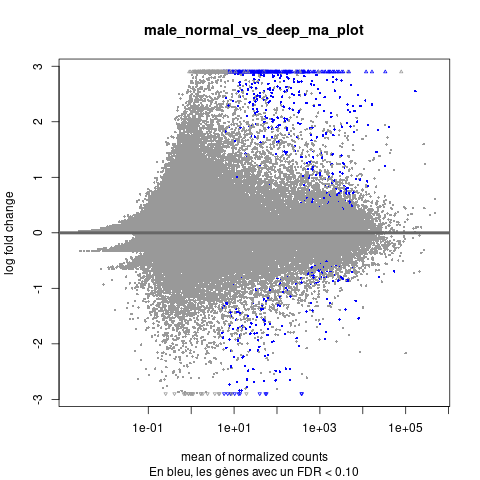 male_normal_vs_deep_ma_plot
3
2
1
0
-1
-2
-3
log fold change
1e-01 1e+01 1e+03 1e+05
mean of normalized counts
En bleu, les gènes avec un FDR < 0.10